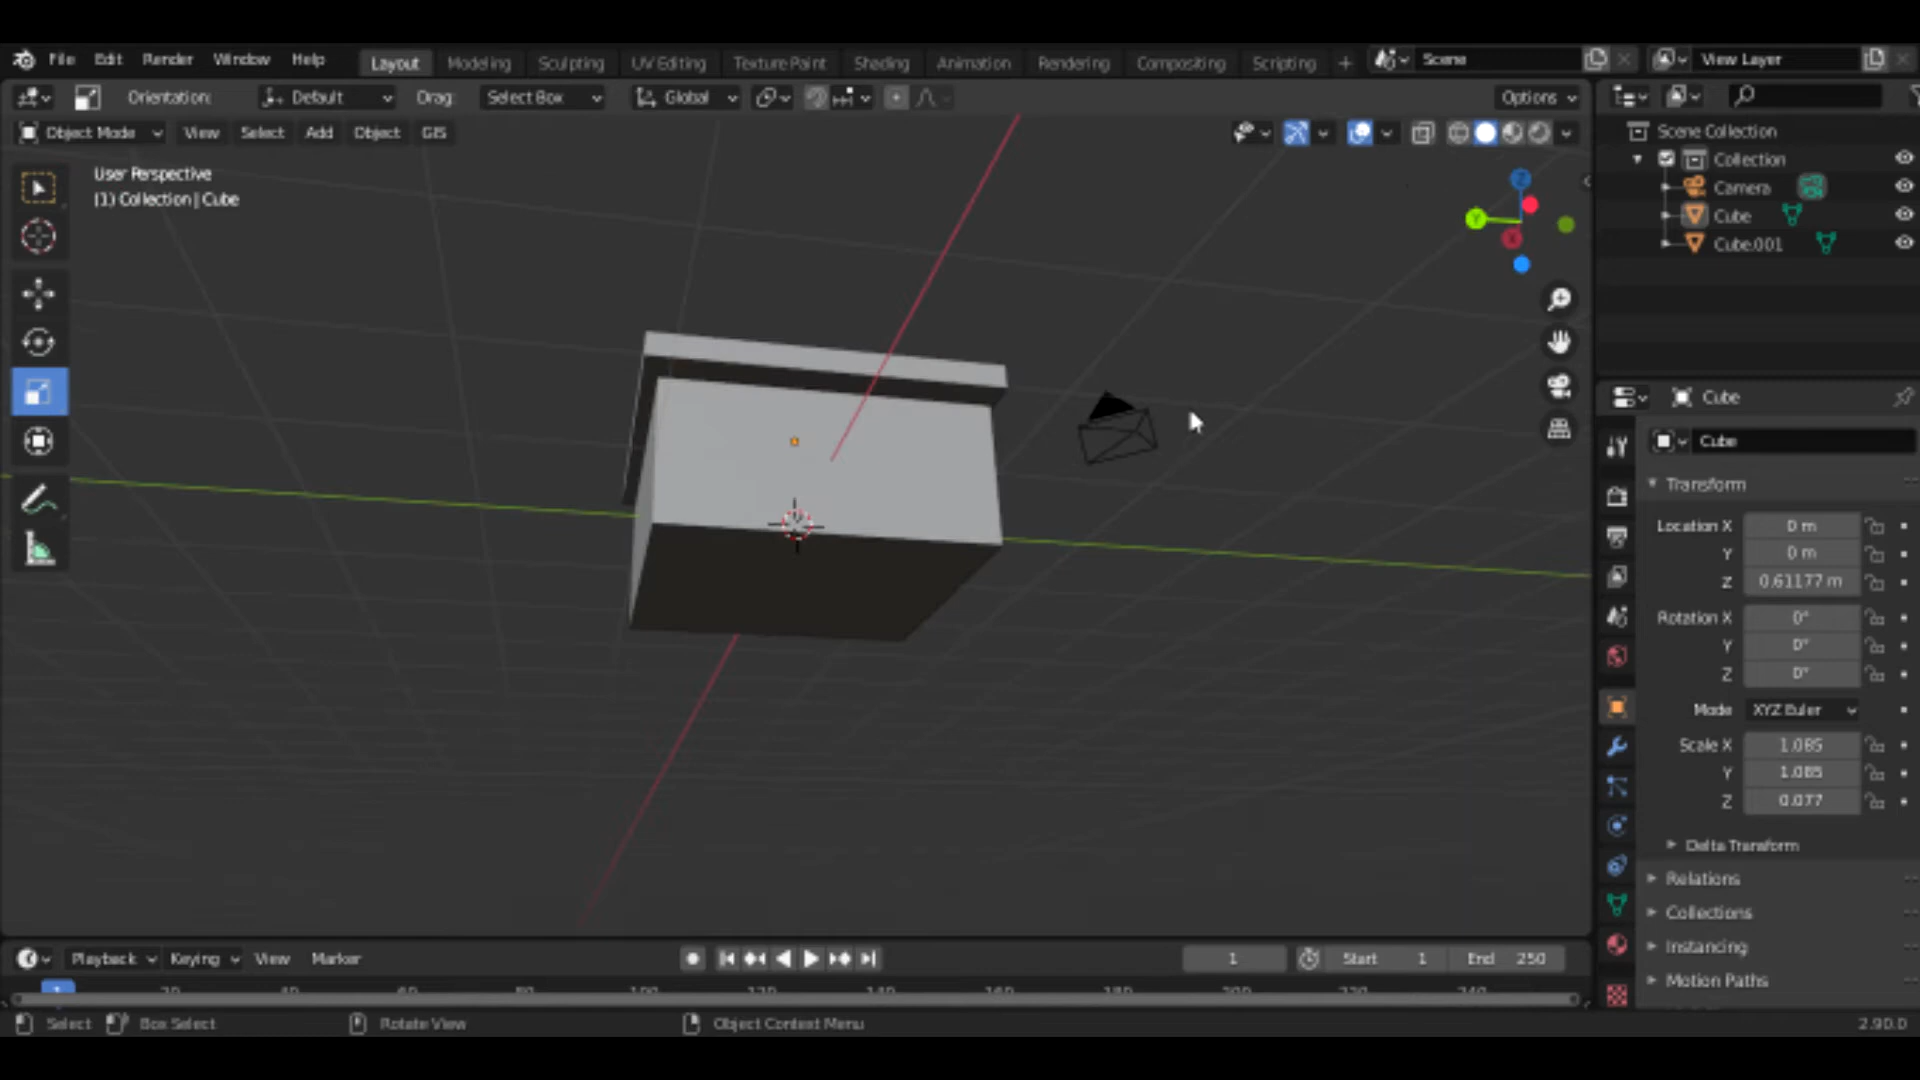 File Edit Render Window Help Layout Modeling Sculpting UV Editing Texture Paint Shading Animation Rendering Compositing Scripting + Scene View Layer
Orientation: Default Drag: Select Box Global Options
Object Mode View Select Add Object GIS
User Perspective
(1) Collection | Cube
Z
Y
X
Scene Collection
Collection
Camera
Cube
Cube.001
Cube
Cube
Transform
Location X 0 m
Y 0 m
Z 0.61177 m
Rotation X 0°
Y 0°
Z 0°
Mode XYZ Euler
Scale X 1.085
Y 1.085
Z 0.077
Delta Transform
Relations
Collections
Instancing
Motion Paths
Playback Keying View Marker 1 Start 1 End 250
1
Select Box Select Rotate View Object Context Menu 2.90.0